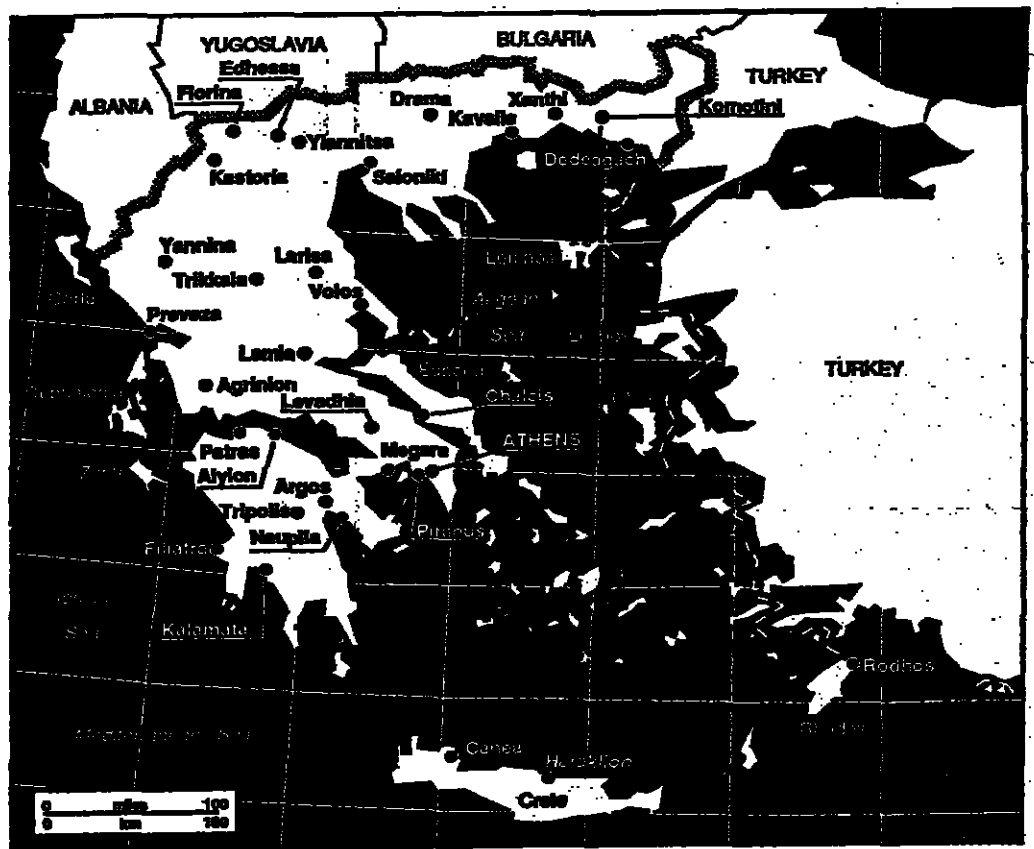 YUGOSLAVIA
BULGARIA
Edhessa
TURKEY
ALBANIA
Florina
Drama
Xanthi
Komotini
Kavalla
Yiannitsa
Dedeagach
Kastoria
Saloniki
Yannina
Larisa
Trikkala
Volos
Preveza
Lamia
TURKEY
Agrinion
Levadhia
Chalcis
Patras
Megara
ATHENS
Aiyion
Argos
Tripolis
Nauplia
Piraeus
Filiatra
Kalamata
Rodhos
Canea
Heraklion
Crete
0 miles 100
0 km